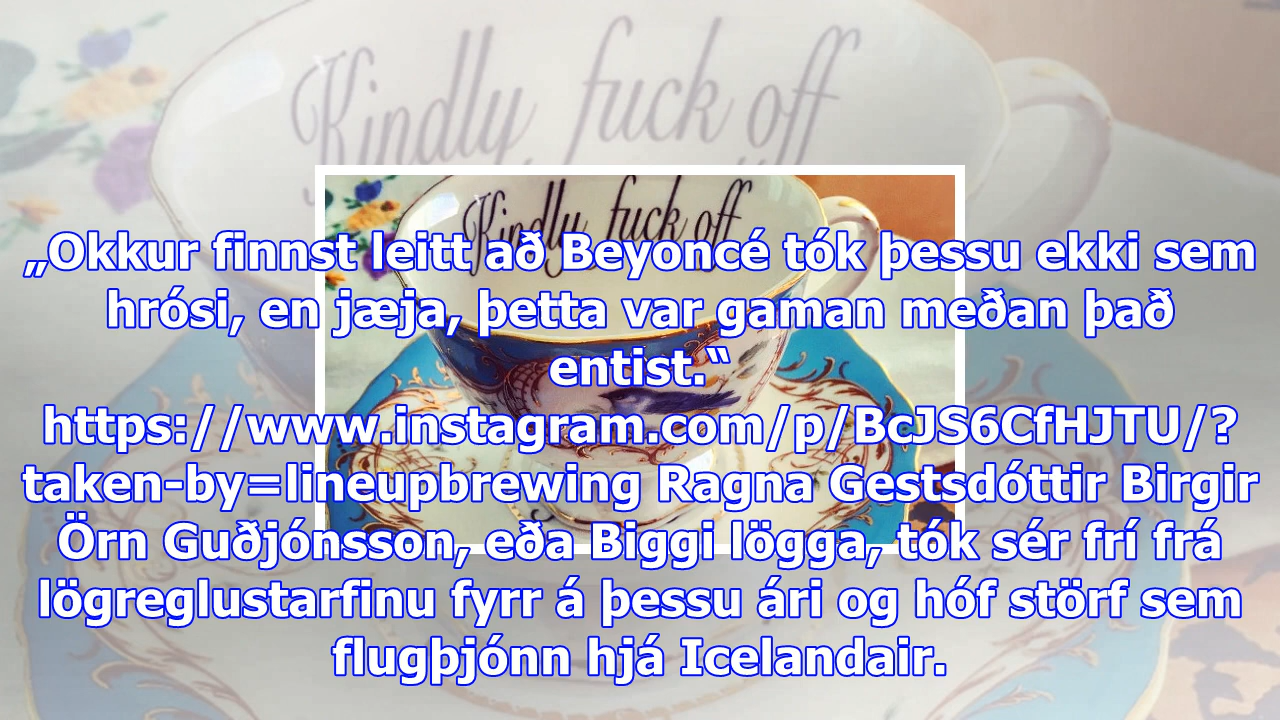 Kindly fuck off
Kindly fuck off
„Okkur finnst leitt að Beyoncé tók þessu ekki sem
hrósi, en jæja, þetta var gaman meðan það
entist.“
https://www.instagram.com/p/BcJS6CfHJTU/?
taken-by=lineupbrewing Ragna Gestsdóttir Birgir
Örn Guðjónsson, eða Biggi lögga, tók sér frí frá
lögreglustarfinu fyrr á þessu ári og hóf störf sem
flugþjónn hjá Icelandair.